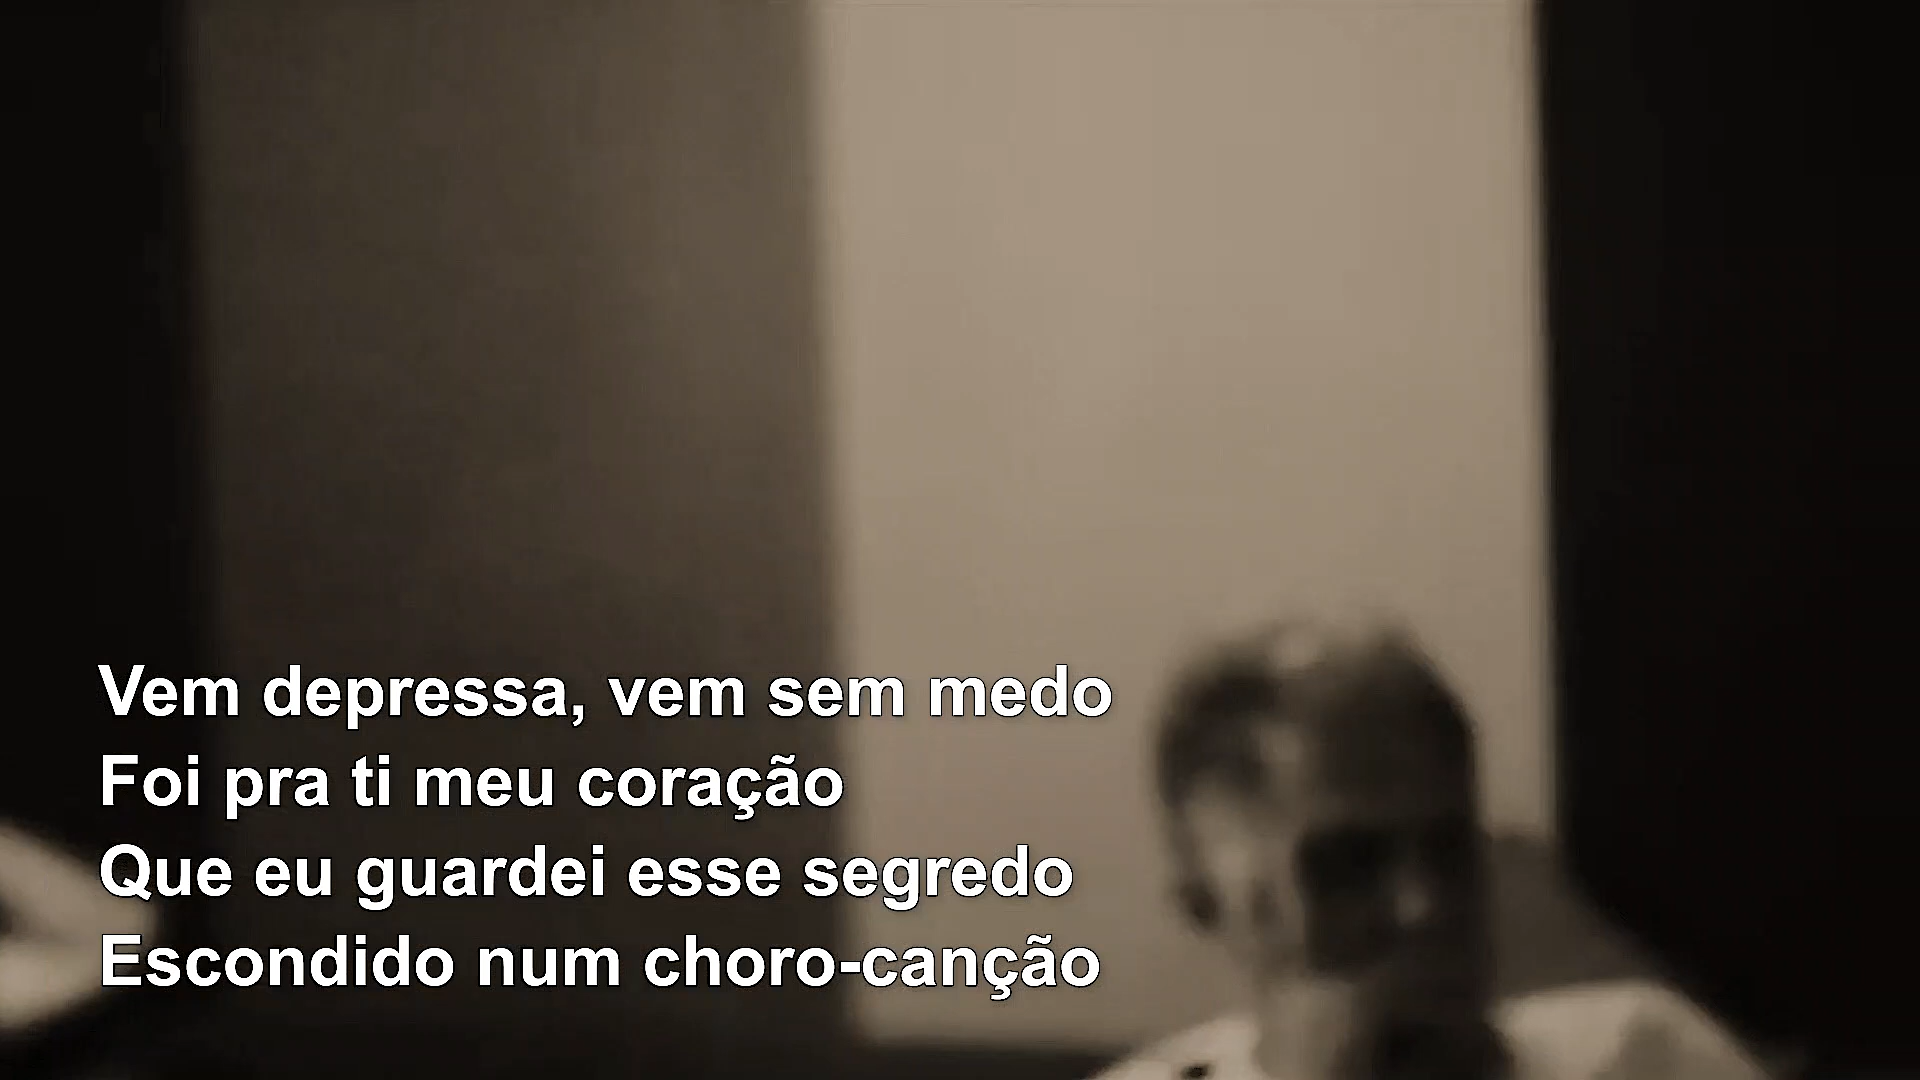 Vem depressa, vem sem medo
Foi pra ti meu coração
Que eu guardei esse segredo
Escondido num choro-canção